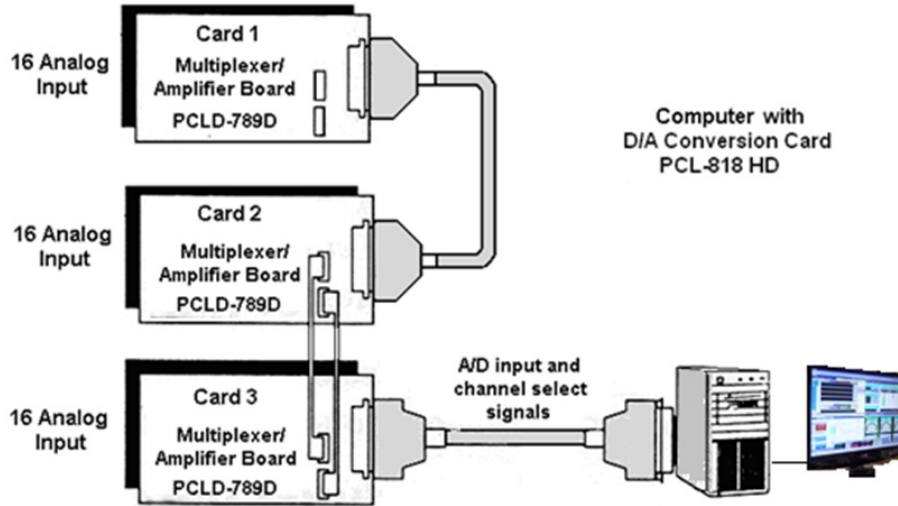 16 Analog
Input
Card 1
Multiplexer/
Amplifier Board
PCLD-789D
Computer with
D/A Conversion Card
PCL-818 HD
16 Analog
Input
Card 2
Multiplexer/
Amplifier Board
PCLD-789D
16 Analog
Input
Card 3
Multiplexer/
Amplifier Board
PCLD-789D
A/D input and
channel select
signals